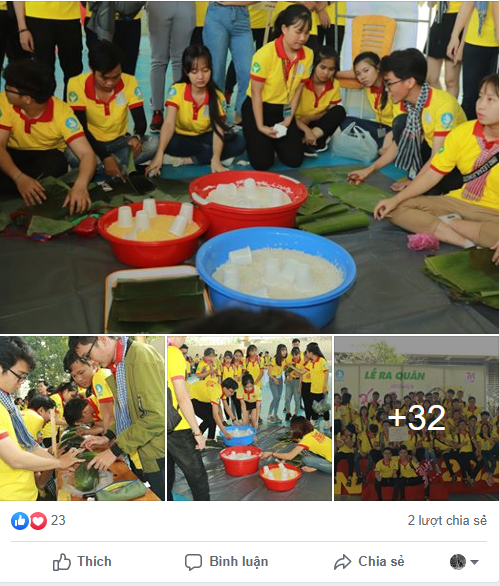 LỄ RA QUÂN
+32
23
2 lượt chia sẻ
Thích
Bình luận
Chia sẻ